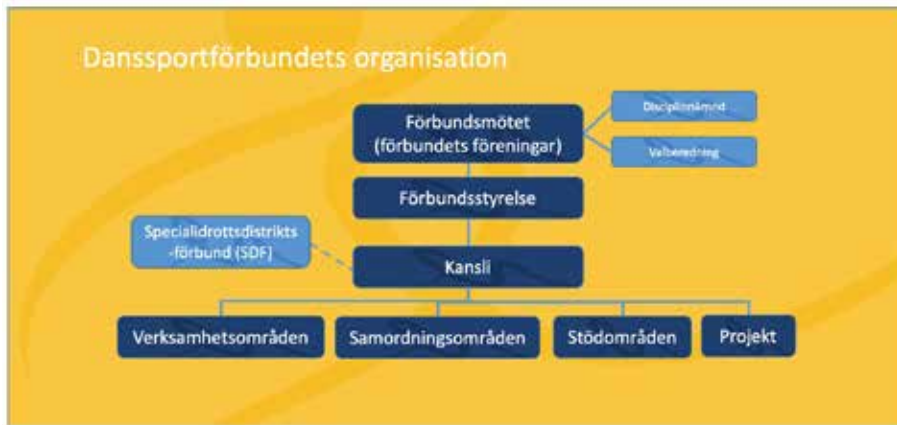 Danssportförbundets organisation
Förbundsmötet
(förbundets föreningar)
Disciplinnämnd
Valberedning
Förbundsstyrelse
Specialidrottsdistrikts
-förbund (SDF)
Kansli
Verksamhetsområden
Samordningsområden
Stödområden
Projekt